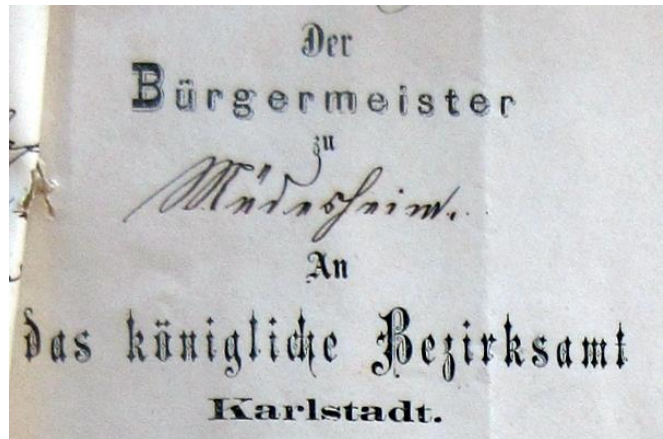 Der
Bürgermeister
zu
Müdesheim.
An
das königliche Bezirksamt
Karlstadt.